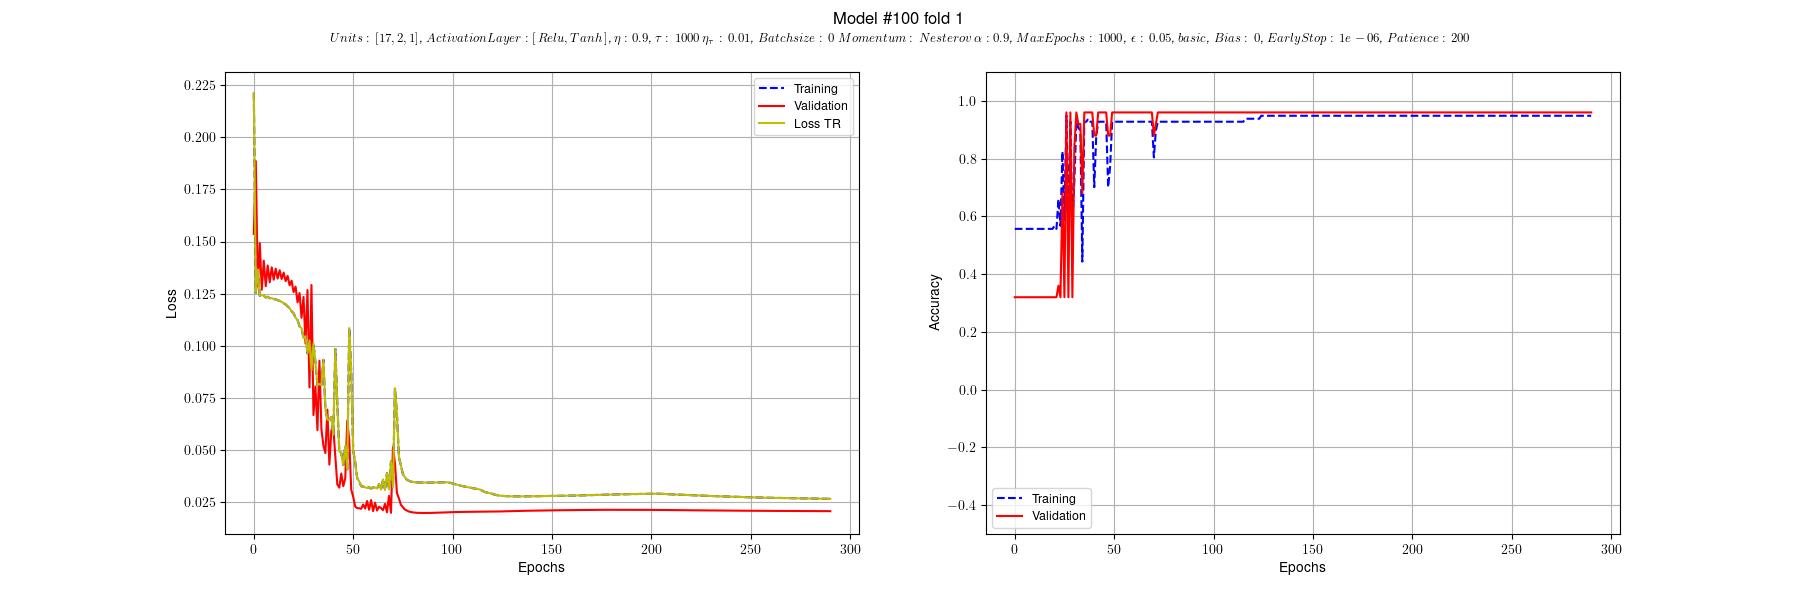 Model #100 fold 1
Units : [17, 2, 1], ActivationLayer : [Relu, Tanh], η : 0.9, τ : 1000 ητ : 0.01, Batchsize : 0 Momentum : Nesterov α : 0.9, MaxEpochs : 1000, ϵ : 0.05, basic, Bias : 0, EarlyStop : 1e − 06, Patience : 200
0.225
0.200
0.175
0.150
0.125
0.100
0.075
0.050
0.025
Loss
0 50 100 150 200 250 300
Epochs
Training
Validation
Loss TR
1.0
0.8
0.6
0.4
0.2
0.0
−0.2
−0.4
Accuracy
0 50 100 150 200 250 300
Epochs
Training
Validation